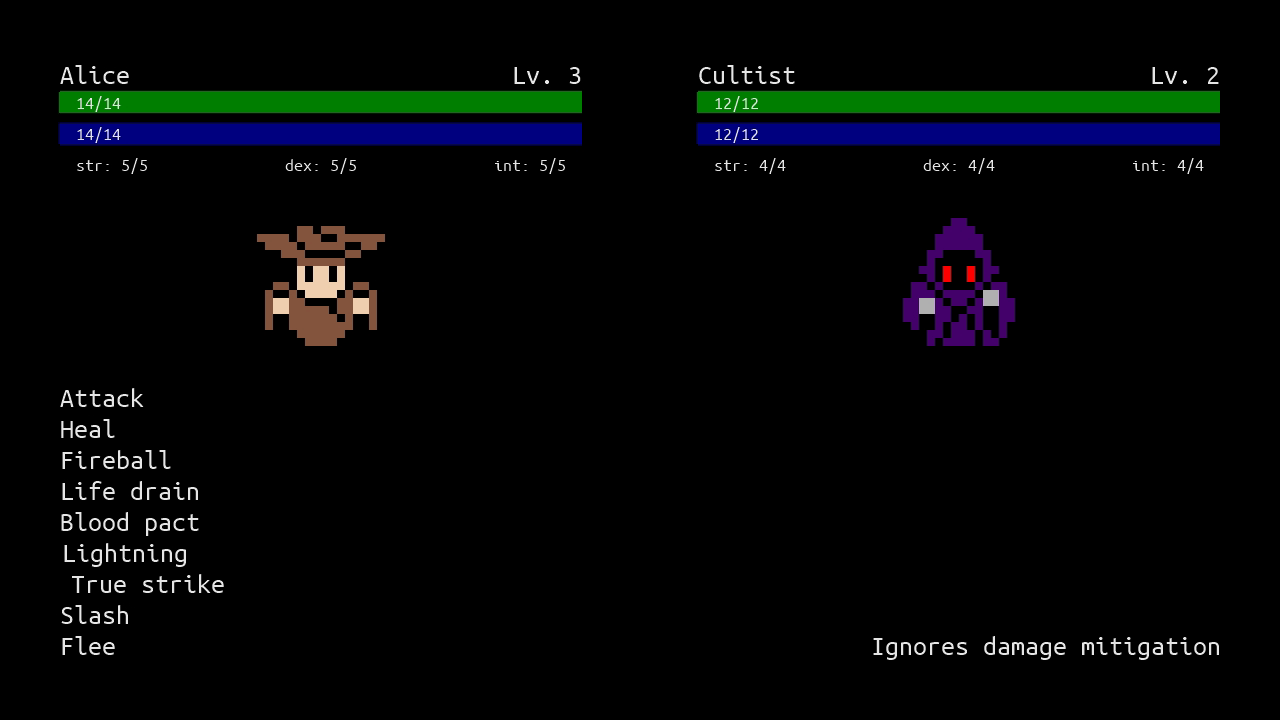 Alice Lv. 3
14/14
14/14
str: 5/5 dex: 5/5 int: 5/5
Cultist Lv. 2
12/12
12/12
str: 4/4 dex: 4/4 int: 4/4
Attack
Heal
Fireball
Life drain
Blood pact
Lightning
True strike
Slash
Flee
Ignores damage mitigation